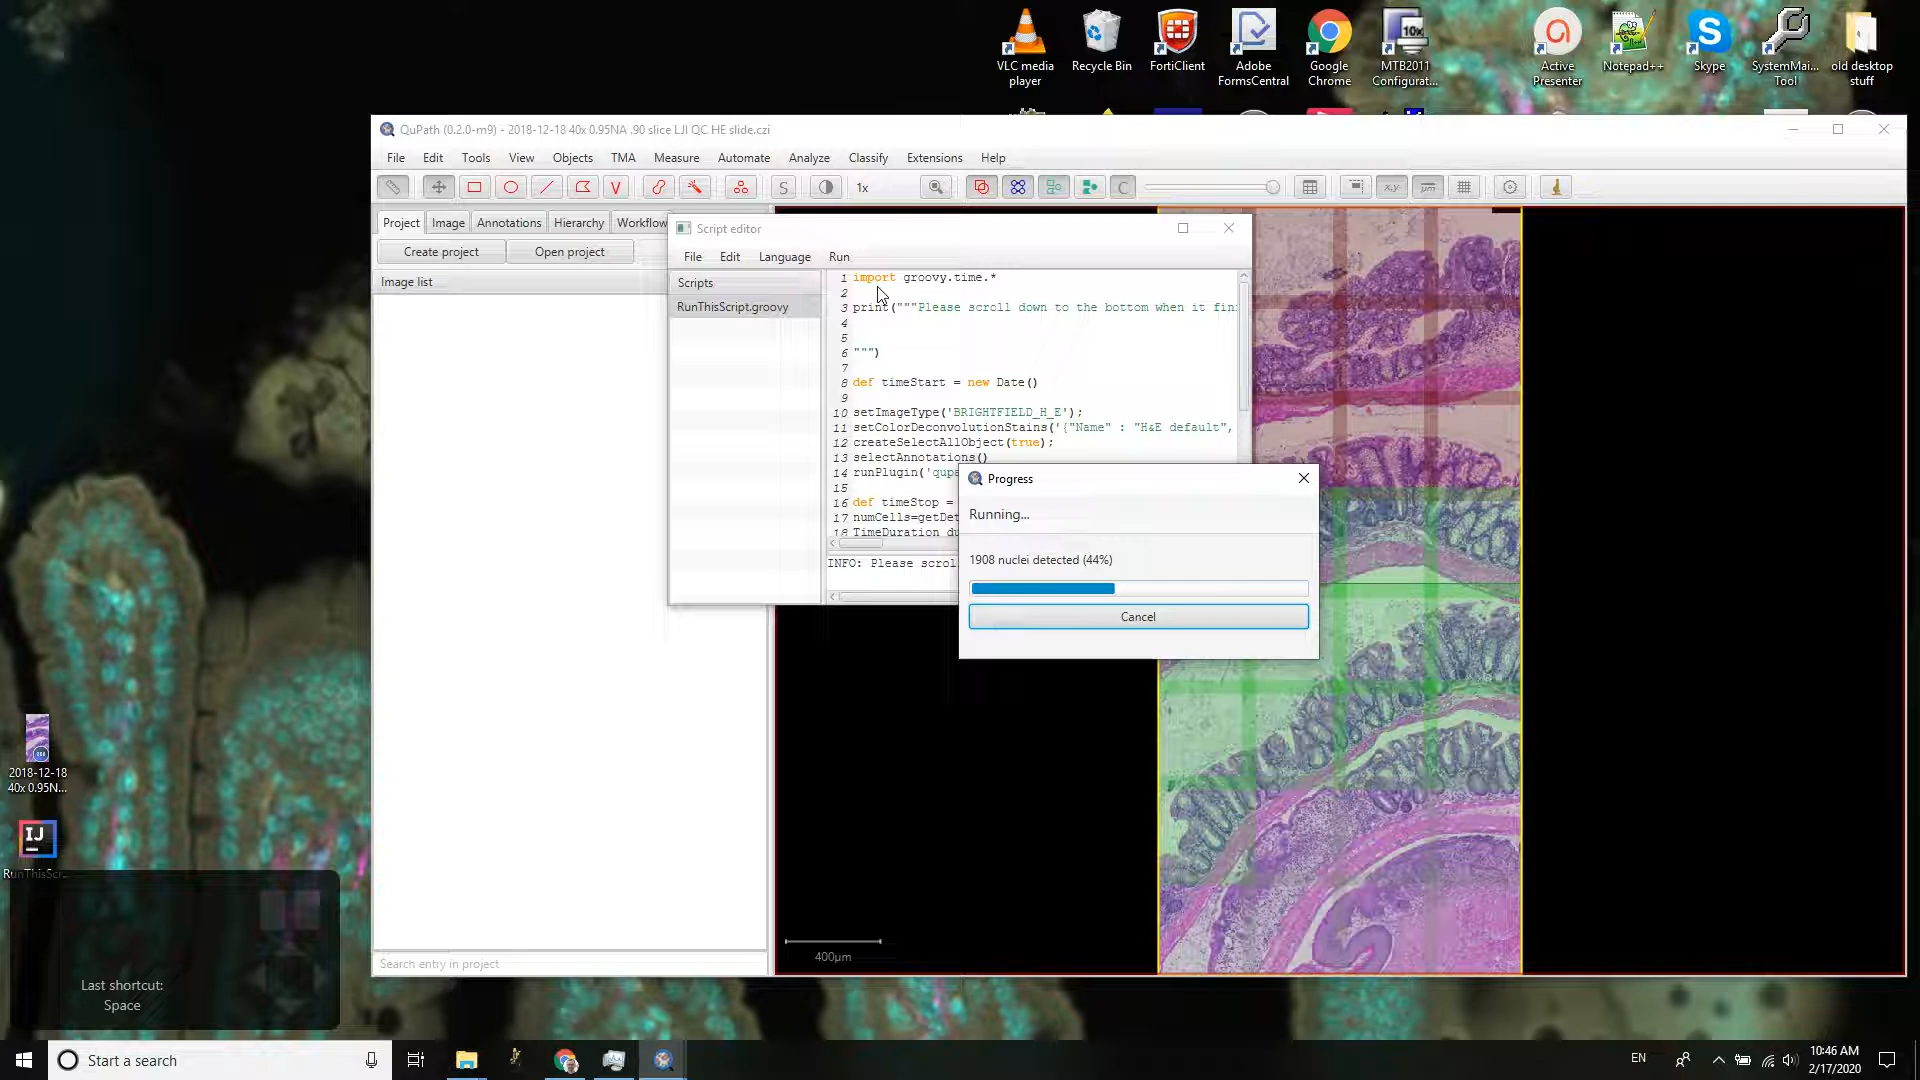 VLC media player
Recycle Bin
FortiClient
Adobe FormsCentral
Google Chrome
10x
MTB2011 Configurat...
Active Presenter
Notepad++
Skype
SystemMai... Tool
old desktop stuff
QuPath (0.2.0-m9) - 2018-12-18 40x 0.95NA .90 slice LJI QC HE slide.czi
File Edit Tools View Objects TMA Measure Automate Analyze Classify Extensions Help
V S 1x C x,y µm
Project Image Annotations Hierarchy Workflow
Create project Open project
Image list
Search entry in project
Script editor
File Edit Language Run
Scripts
RunThisScript.groovy
1 import groovy.time.*
2
3 print("""Please scroll down to the bottom when it fin
4
5
6 """)
7
8 def timeStart = new Date()
9
10 setImageType('BRIGHTFIELD_H_E');
11 setColorDeconvolutionStains('{"Name" : "H&E default",
12 createSelectAllObject(true);
13 selectAnnotations()
14 runPlugin('qupa
15
16 def timeStop =
17 numCells=getDet
18 TimeDuration du
INFO: Please scrol
Progress
Running...
1908 nuclei detected (44%)
Cancel
400µm
2018-12-18
40x 0.95N...
IJ
RunThisScr...
Last shortcut:
Space
Start a search
EN
10:46 AM
2/17/2020